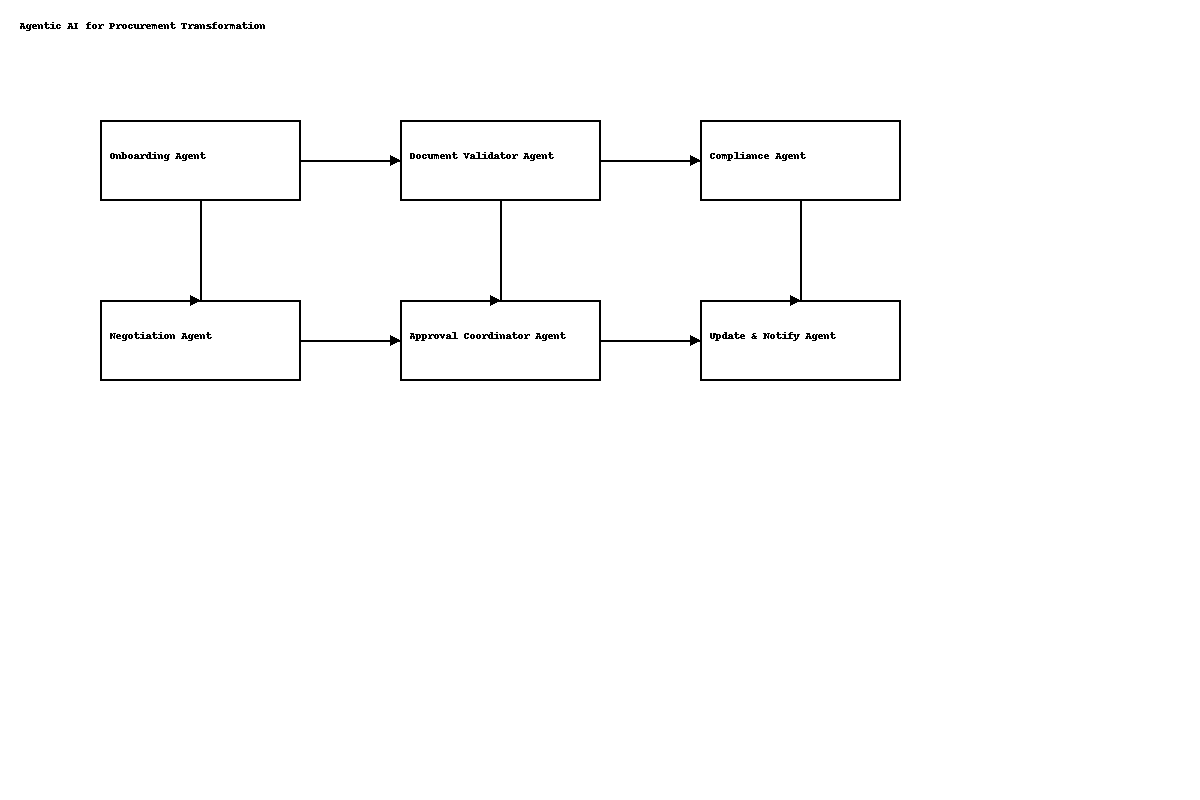 Agentic AI for Procurement Transformation
Onboarding Agent
Document Validator Agent
Compliance Agent
Negotiation Agent
Approval Coordinator Agent
Update & Notify Agent